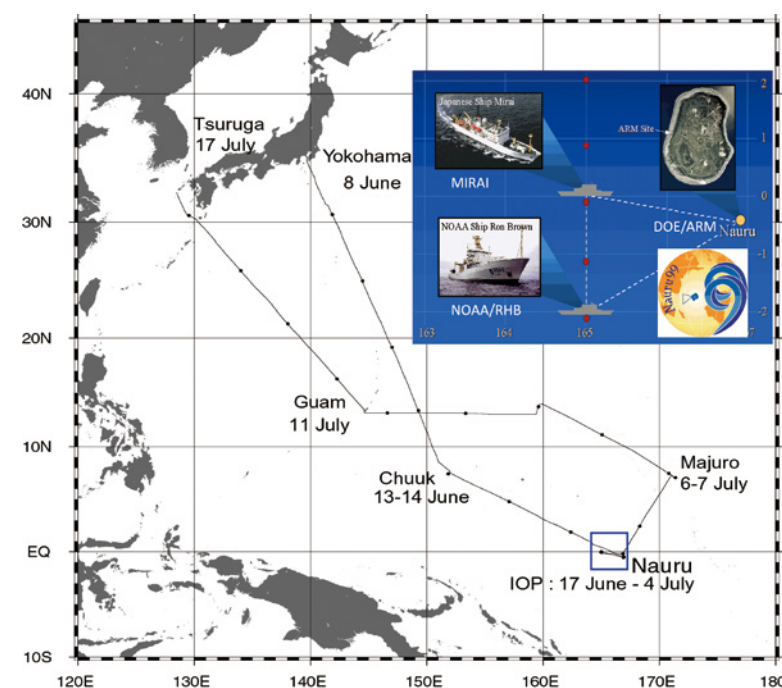 40N
30N
20N
10N
EQ
10S
120E
130E
140E
150E
160E
170E
180
Tsuruga
17 July
Yokohama
8 June
Guam
11 July
Chuuk
13-14 June
Majuro
6-7 July
Nauru
IOP : 17 June - 4 July
Japanese Ship Mirai
MIRAI
NOAA Ship Ron Brown
NOAA/RHB
ARM Site
DOE/ARM
Nauru
Nauru99
2
1
0
-1
-2
163
164
165
7